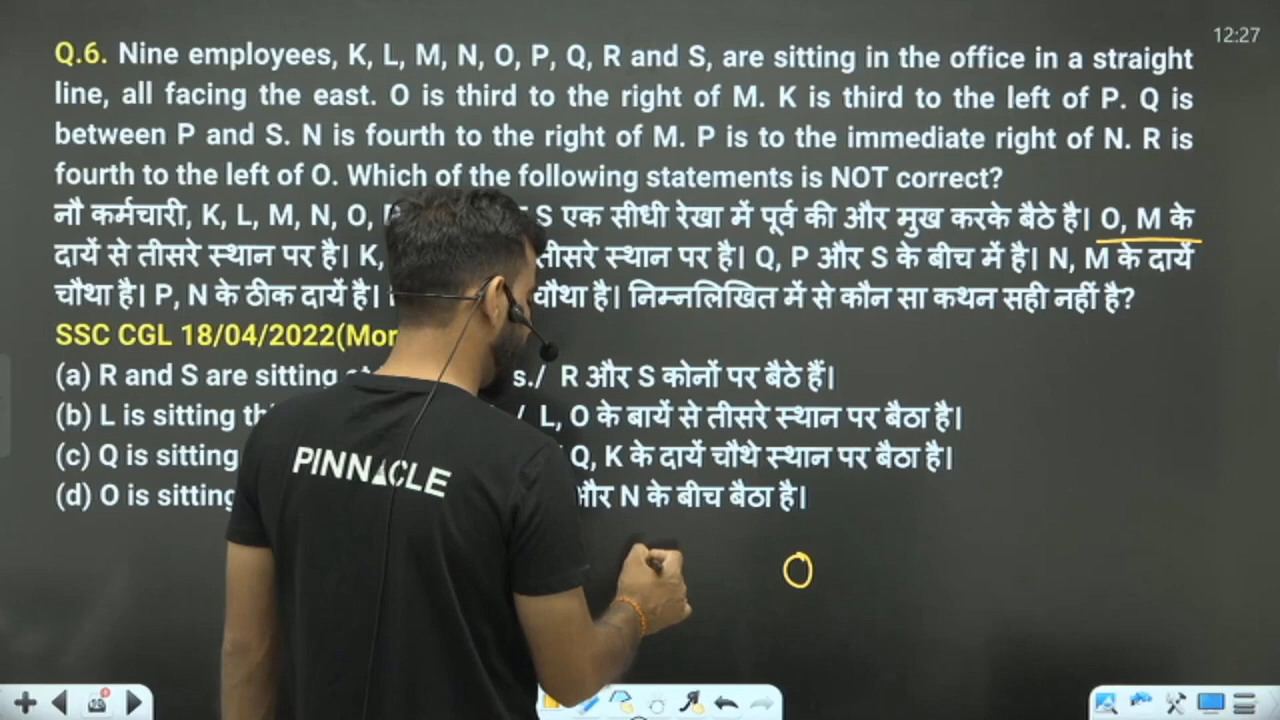 12:27
Q.6. Nine employees, K, L, M, N, O, P, Q, R and S, are sitting in the office in a straight
line, all facing the east. O is third to the right of M. K is third to the left of P. Q is
between P and S. N is fourth to the right of M. P is to the immediate right of N. R is
fourth to the left of O. Which of the following statements is NOT correct?
नौ कर्मचारी, K, L, M, N, O, S एक सीधी रेखा में पूर्व की और मुख करके बैठे है। O, M के
दायें से तीसरे स्थान पर है। K, तीसरे स्थान पर है। Q, P और S के बीच में है। N, M के दायें
चौथा है। P, N के ठीक दायें है। चौथा है। निम्नलिखित में से कौन सा कथन सही नहीं है?
SSC CGL 18/04/2022
(a) R and S are sitting R और S कोनों पर बैठे हैं।
(b) L is sitting / L, O के बायें से तीसरे स्थान पर बैठा है।
(c) Q is sitting Q, K के दायें चौथे स्थान पर बैठा है।
(d) O is sitting और N के बीच बैठा है।
PINNACLE
O